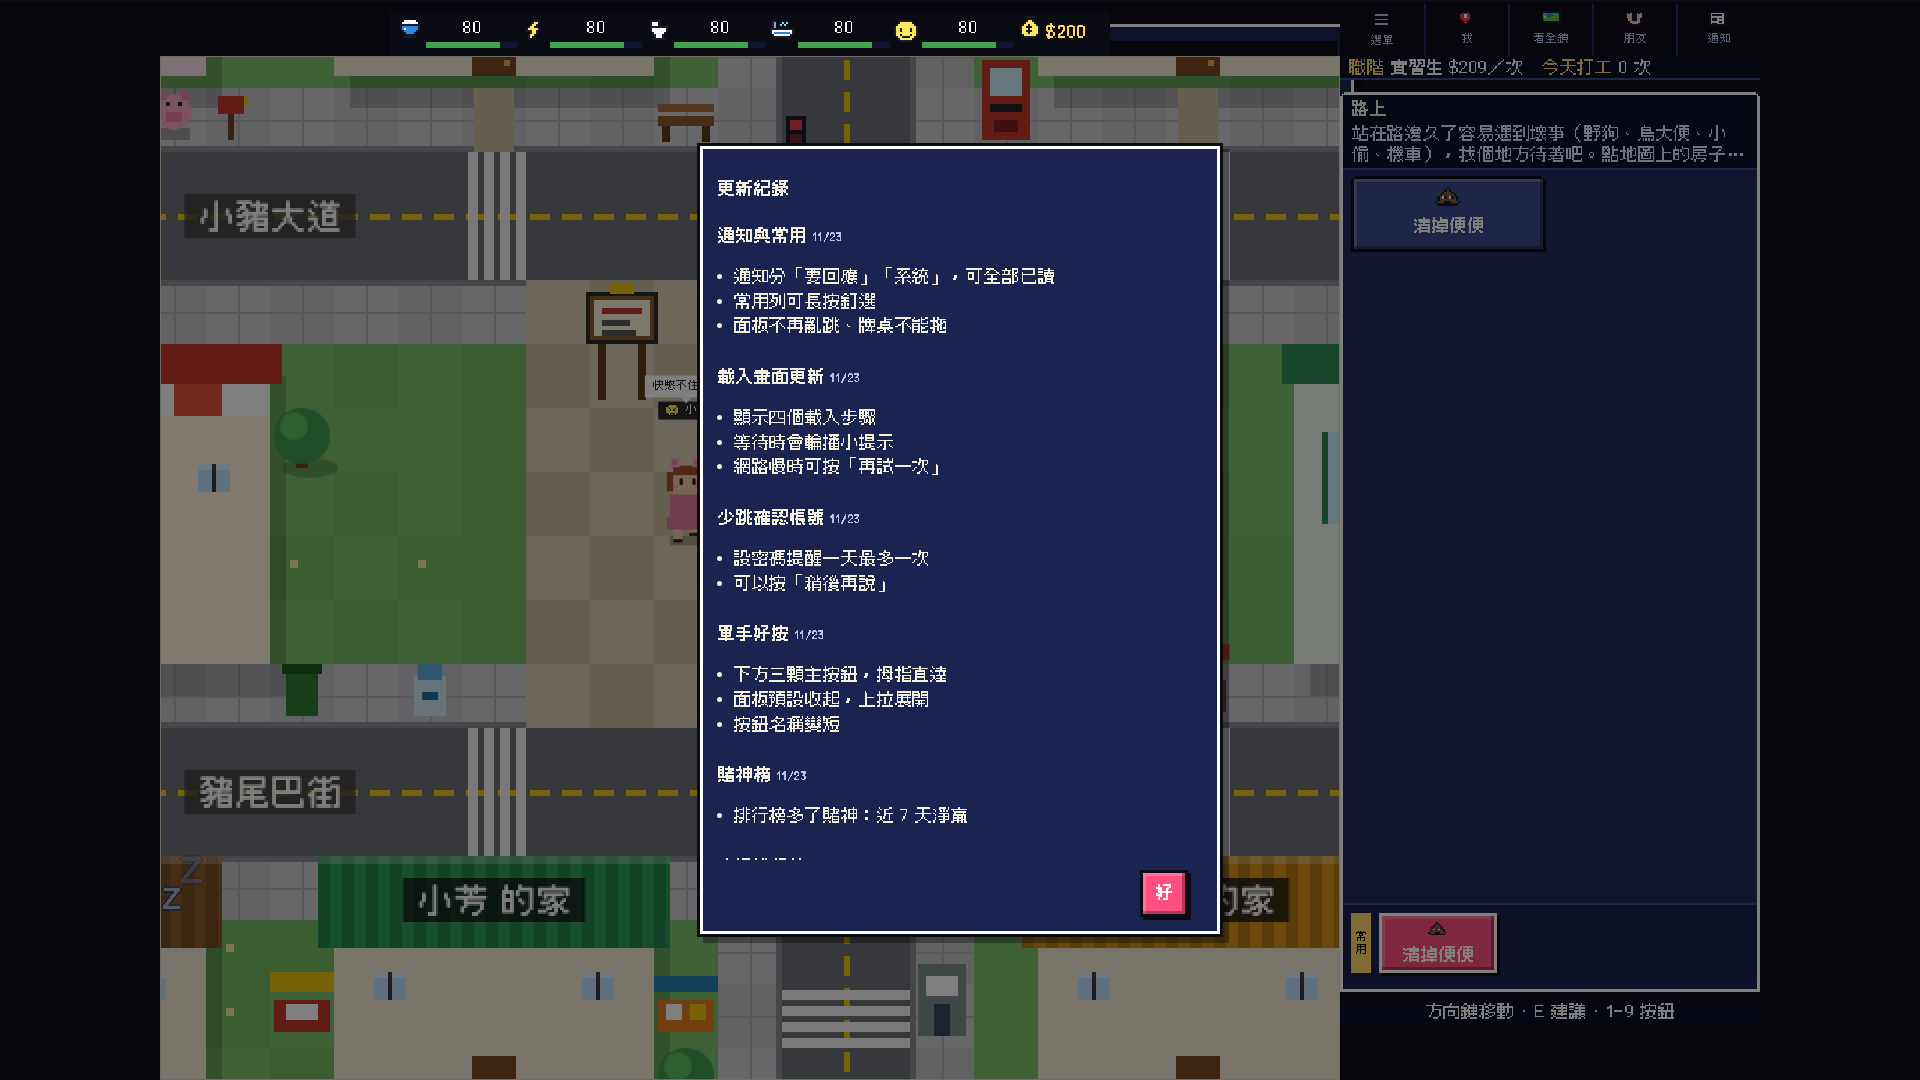 80
80
80
80
80
$200
選單
我
看全鎮
朋友
通知
職階 實習生 $209／次 今天打工 0 次
路上
站在路邊久了容易遇到壞事（野狗、鳥大便、小
偷、機車），找個地方待著吧。點地圖上的房子…
清掉便便
小豬大道
快憋不住
小
豬尾巴街
小芳 的家
的家
Z
Z
更新紀錄
通知與常用 11/23
• 通知分「要回應」「系統」，可全部已讀
• 常用列可長按釘選
• 面板不再亂跳、牌桌不能拖
載入畫面更新 11/23
• 顯示四個載入步驟
• 等待時會輪播小提示
• 網路慢時可按「再試一次」
少跳確認帳號 11/23
• 設密碼提醒一天最多一次
• 可以按「稍後再說」
單手好按 11/23
• 下方三顆主按鈕，拇指直達
• 面板預設收起，上拉展開
• 按鈕名稱變短
賭神榜 11/23
• 排行榜多了賭神：近 7 天淨贏
好
常用
清掉便便
方向鍵移動 · E 建議 · 1-9 按鈕